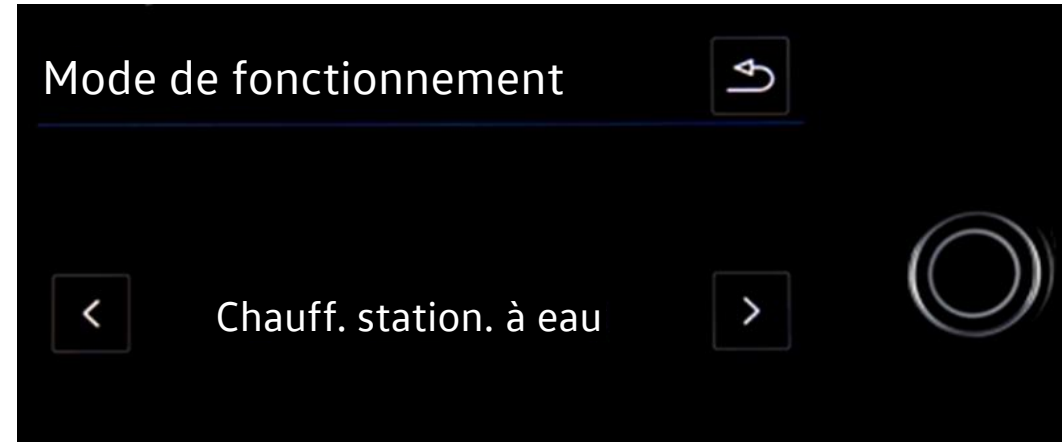 Mode de fonctionnement
Chauff. station. à eau